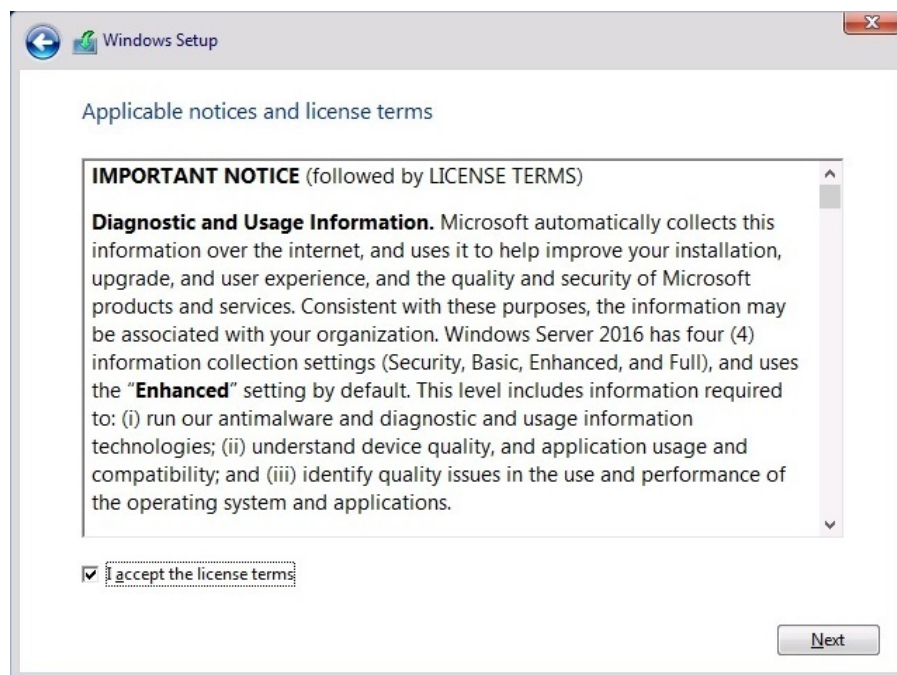 Windows Setup
Applicable notices and license terms
IMPORTANT NOTICE (followed by LICENSE TERMS)
Diagnostic and Usage Information. Microsoft automatically collects this
information over the internet, and uses it to help improve your installation,
upgrade, and user experience, and the quality and security of Microsoft
products and services. Consistent with these purposes, the information may
be associated with your organization. Windows Server 2016 has four (4)
information collection settings (Security, Basic, Enhanced, and Full), and uses
the “Enhanced” setting by default. This level includes information required
to: (i) run our antimalware and diagnostic and usage information
technologies; (ii) understand device quality, and application usage and
compatibility; and (iii) identify quality issues in the use and performance of
the operating system and applications.
I accept the license terms
Next